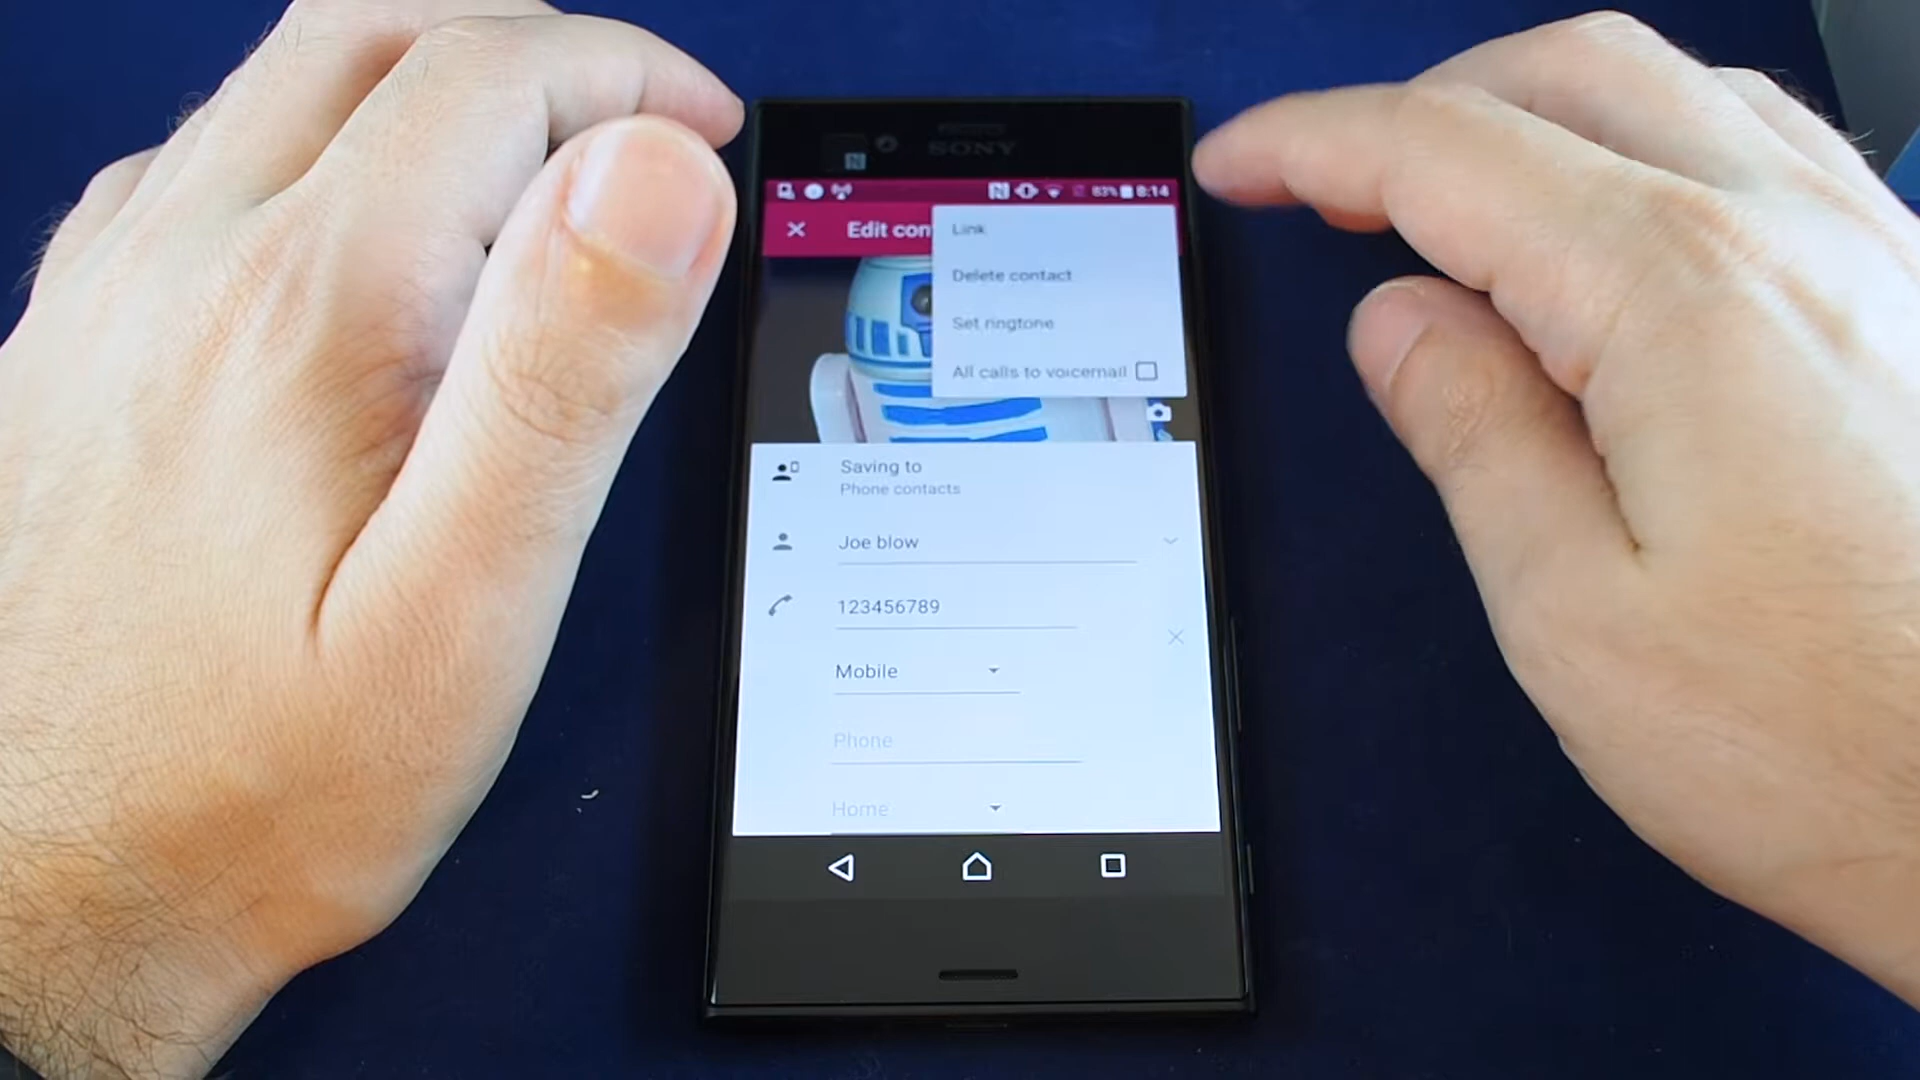 SONY
83% 8:14
Edit con
Link
Delete contact
Set ringtone
All calls to voicemail
Saving to
Phone contacts
Joe blow
123456789
Mobile
Phone
Home